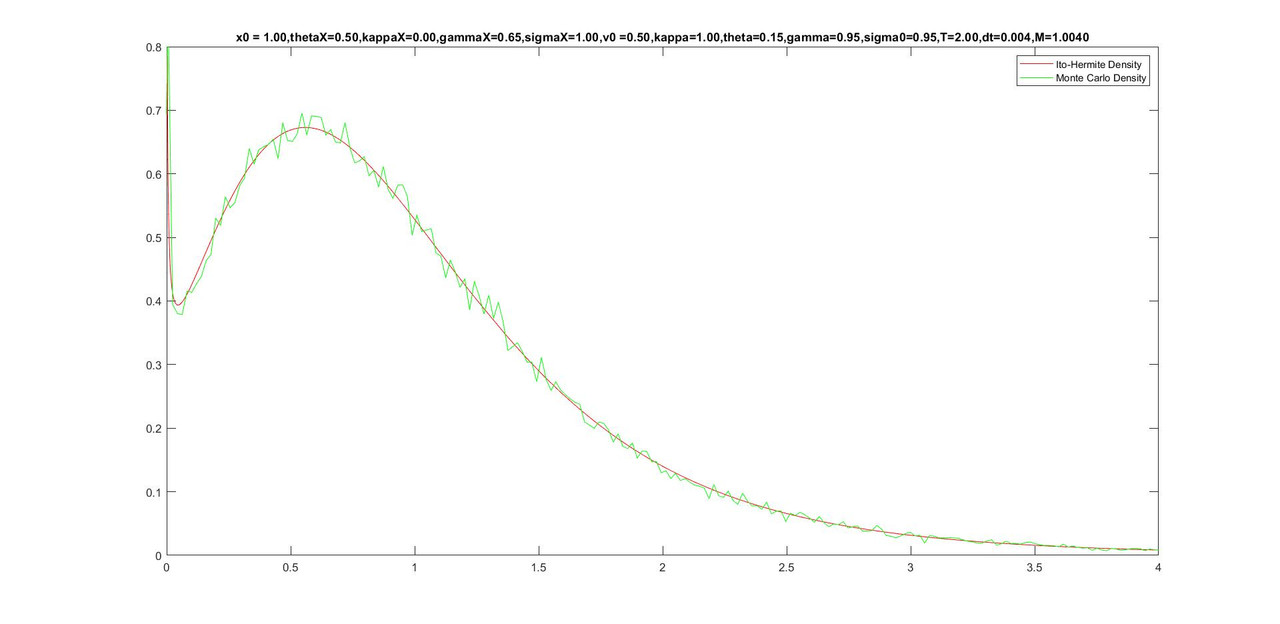 x0 = 1.00,thetaX=0.50,kappaX=0.00,gammaX=0.65,sigmaX=1.00,v0 =0.50,kappa=1.00,theta=0.15,gamma=0.95,sigma0=0.95,T=2.00,dt=0.004,M=1.0040
Ito-Hermite Density
Monte Carlo Density
0.8
0.7
0.6
0.5
0.4
0.3
0.2
0.1
0
0 0.5 1 1.5 2 2.5 3 3.5 4